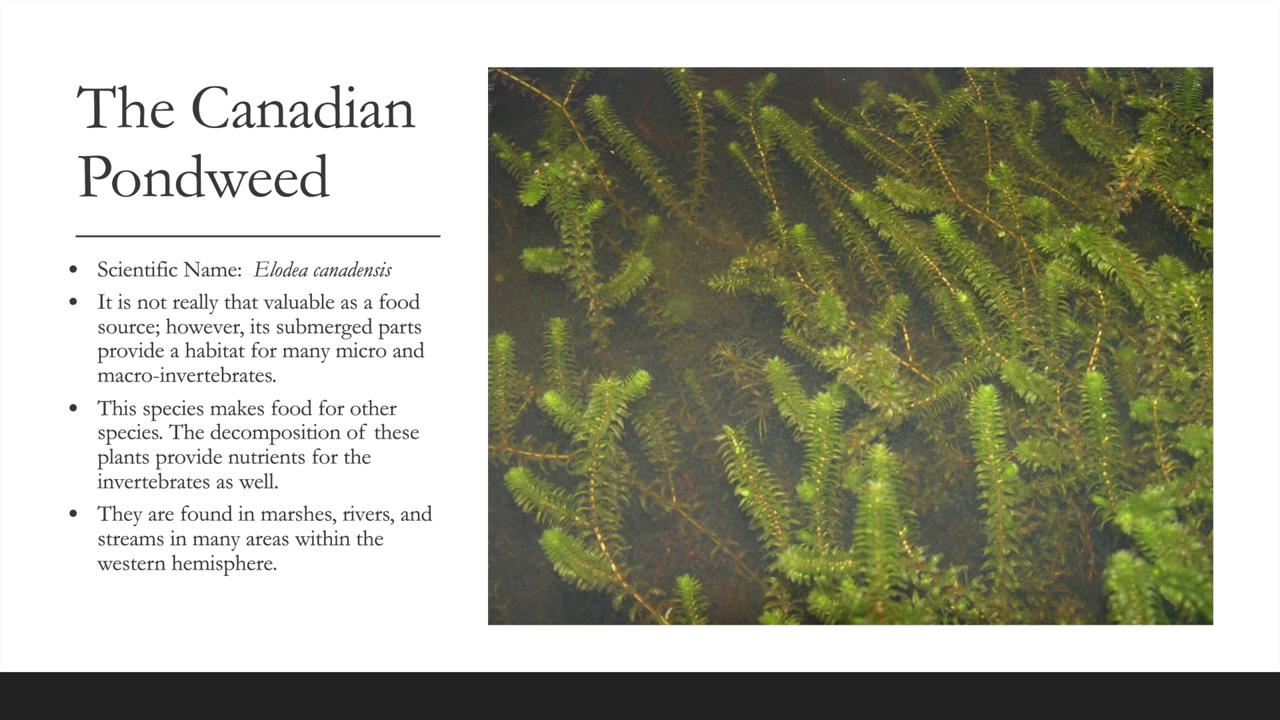 The Canadian
Pondweed
• Scientific Name: Elodea canadensis
• It is not really that valuable as a food
source; however, its submerged parts
provide a habitat for many micro and
macro-invertebrates.
• This species makes food for other
species. The decomposition of these
plants provide nutrients for the
invertebrates as well.
• They are found in marshes, rivers, and
streams in many areas within the
western hemisphere.